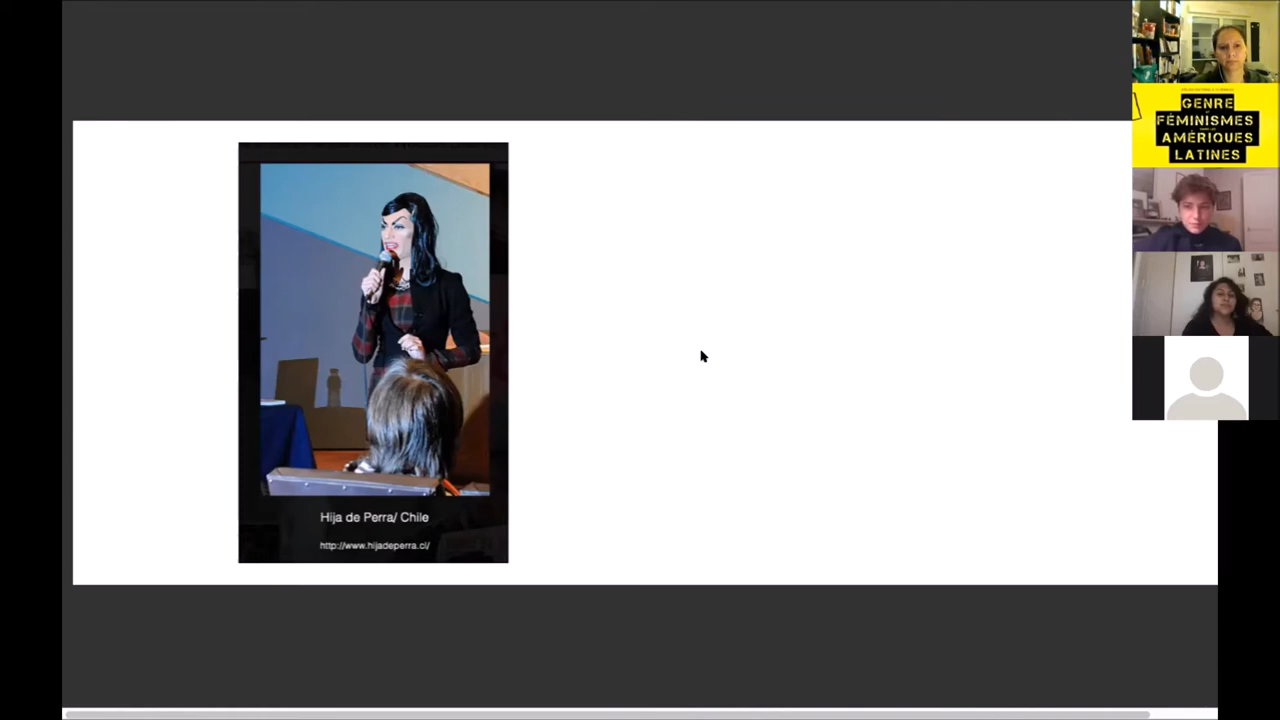 Hija de Perra/ Chile
http://www.hijadeperra.cl/
GENRE
FÉMINISMES
AMÉRIQUES
LATINES